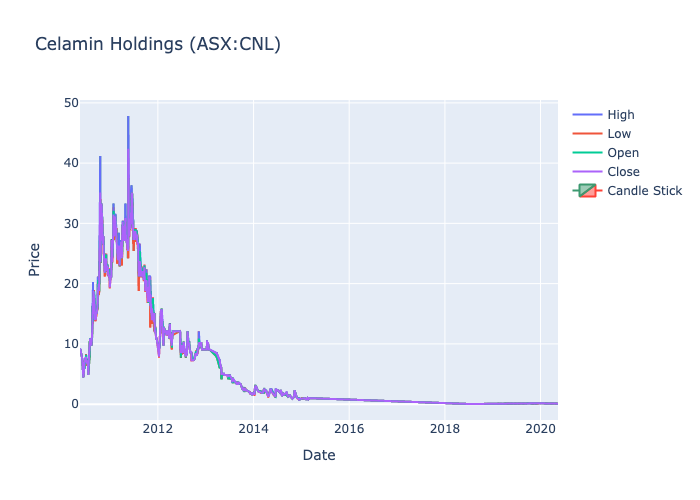 Celamin Holdings (ASX:CNL)
50
40
30
20
10
0
Price
2012
2014
2016
2018
2020
Date
High
Low
Open
Close
Candle Stick